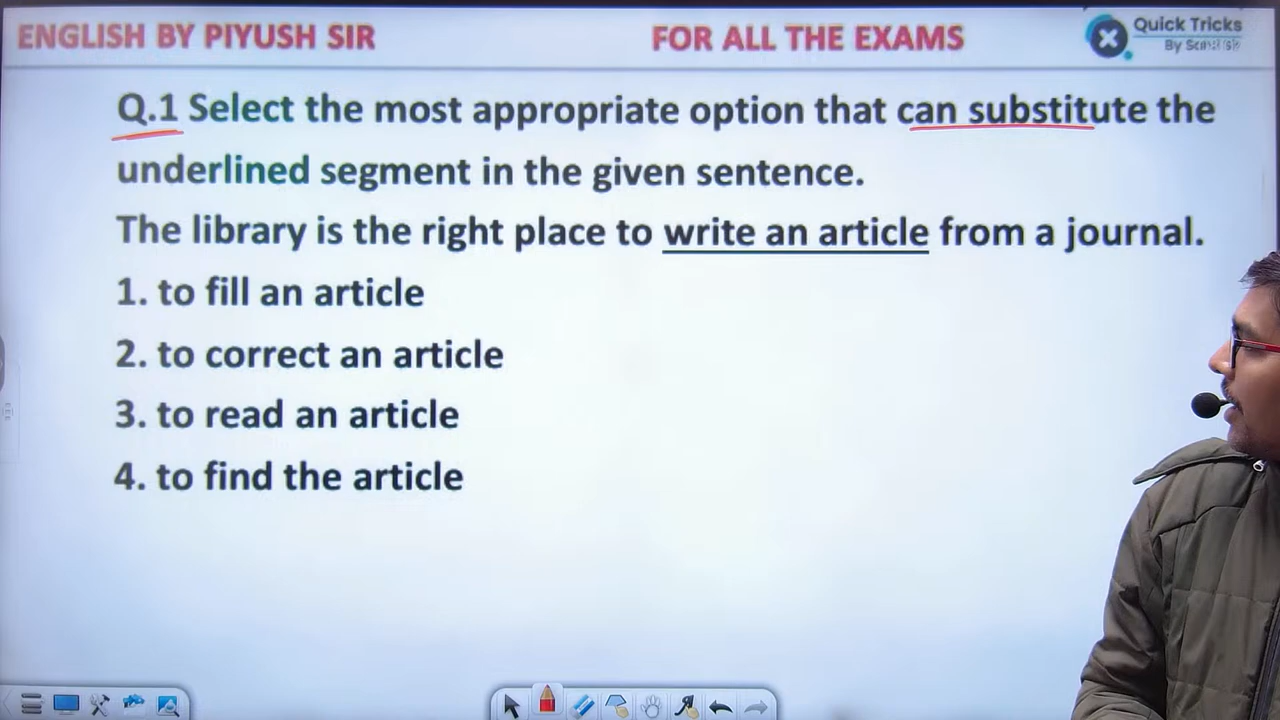 ENGLISH BY PIYUSH SIR
FOR ALL THE EXAMS
Quick Tricks
By
Q.1 Select the most appropriate option that can substitute the
underlined segment in the given sentence.
The library is the right place to write an article from a journal.
1. to fill an article
2. to correct an article
3. to read an article
4. to find the article